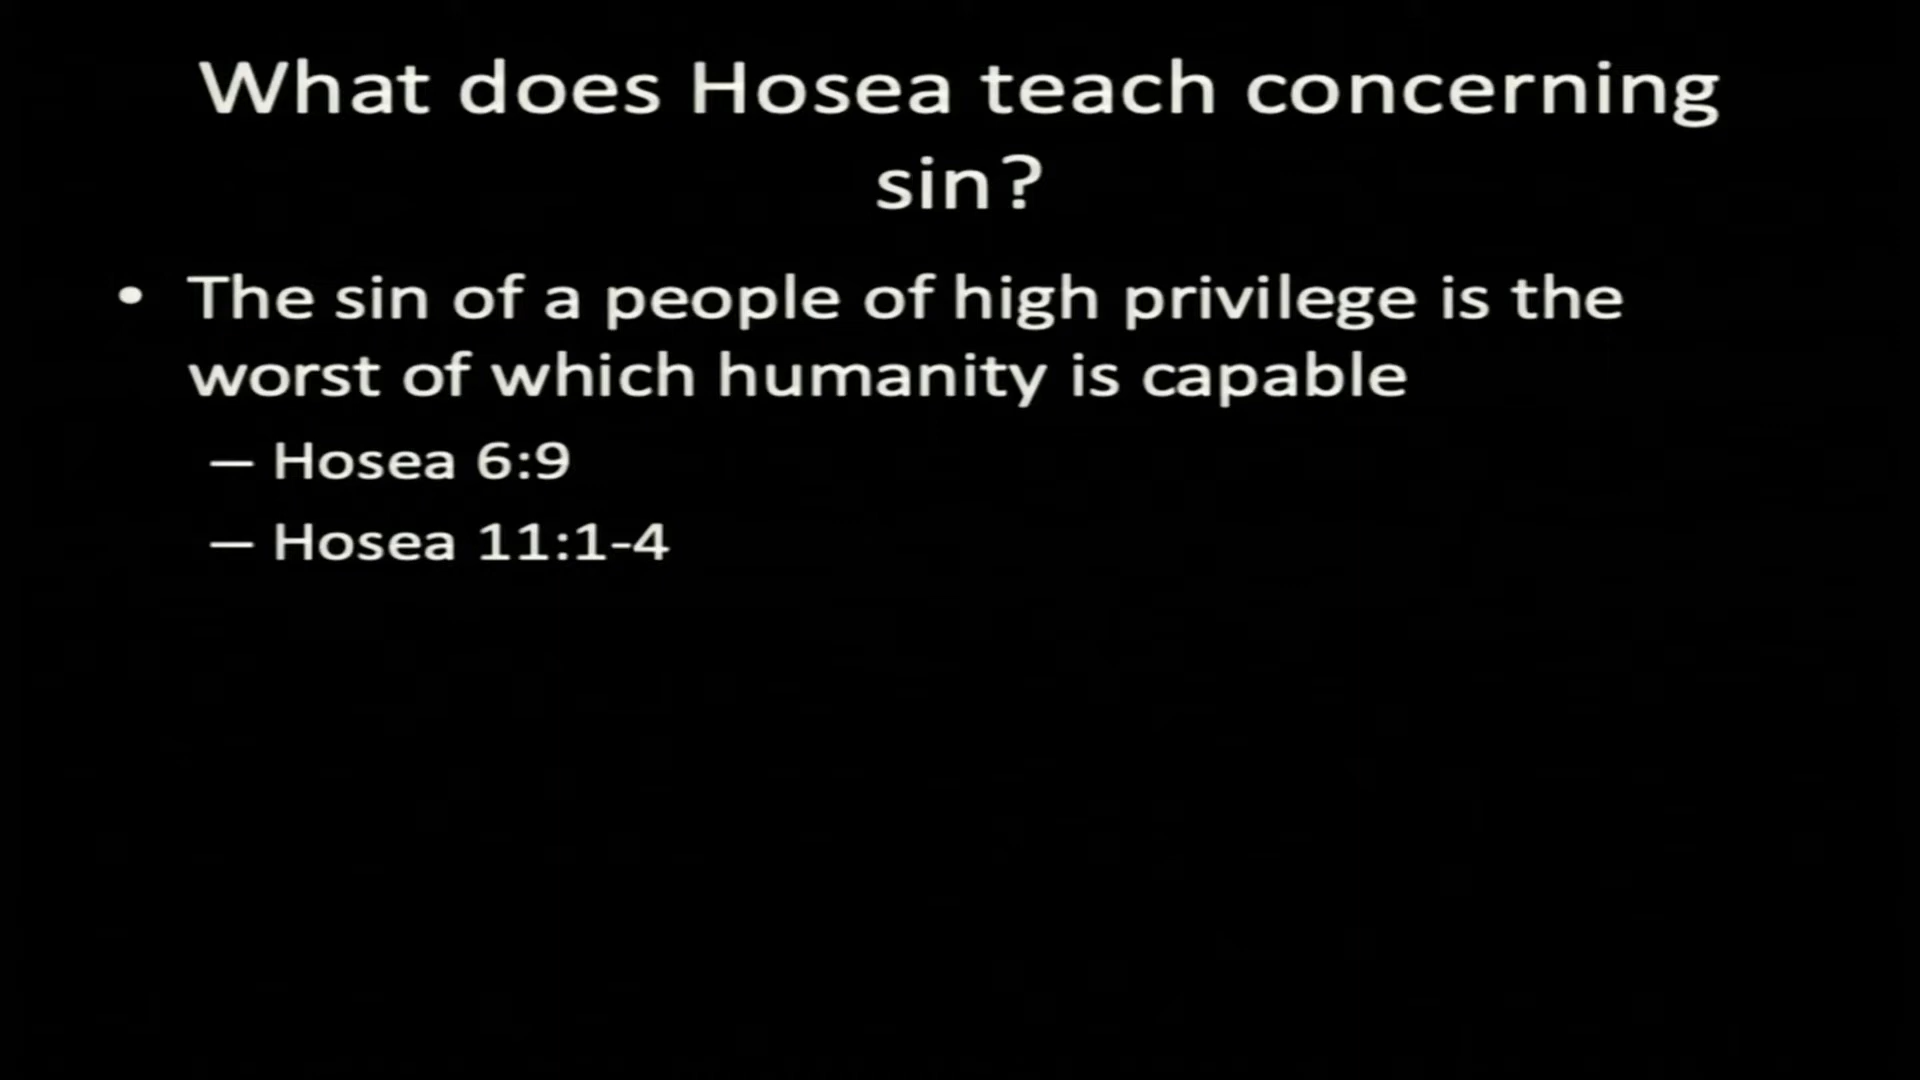 What does Hosea teach concerning
sin?
• The sin of a people of high privilege is the
worst of which humanity is capable
– Hosea 6:9
– Hosea 11:1-4